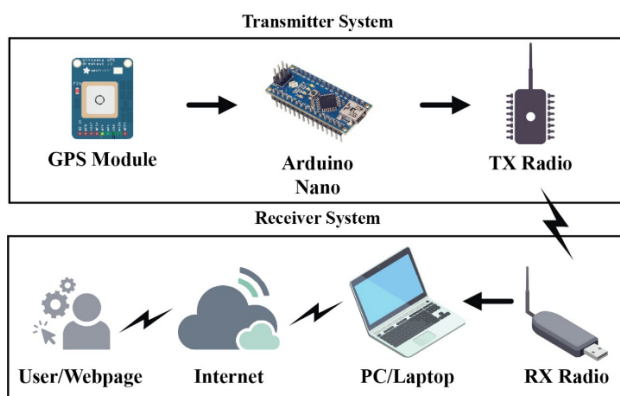 Transmitter System
GPS Module
Arduino
Nano
TX Radio
Receiver System
User/Webpage
Internet
PC/Laptop
RX Radio